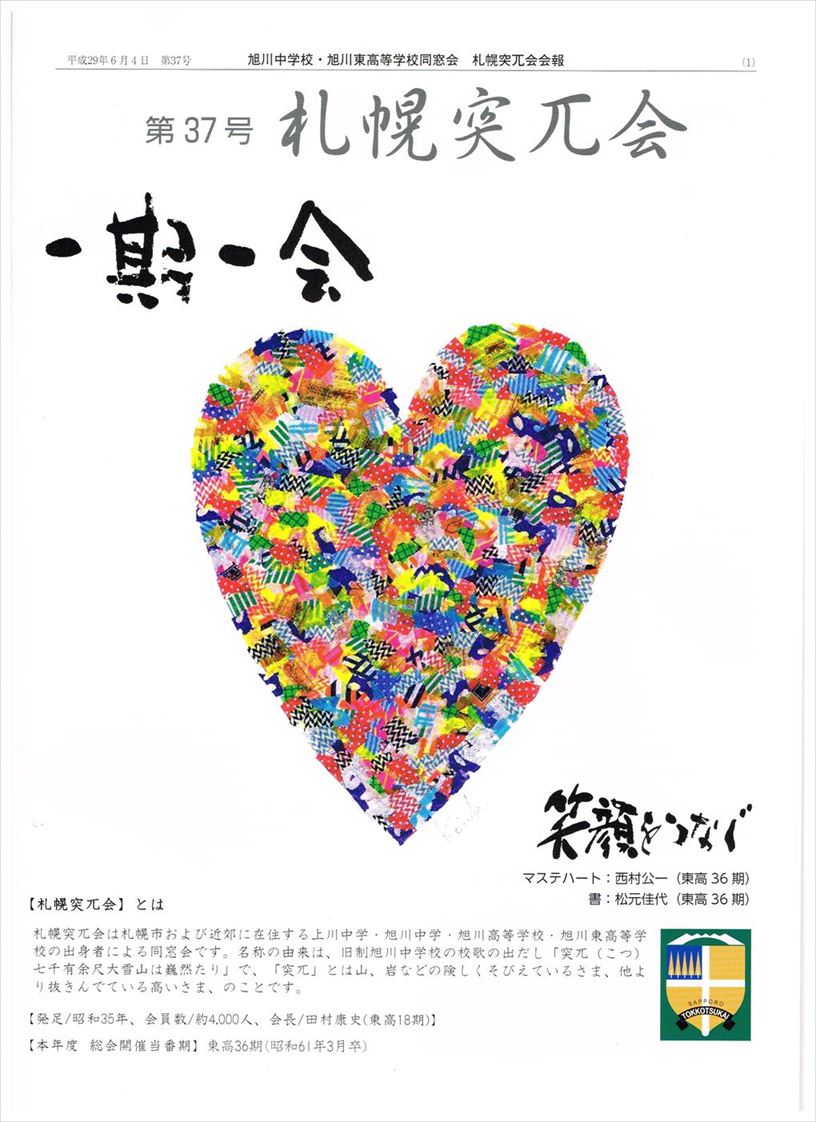 平成29年6月4日　第37号　旭川中学校・旭川東高等学校同窓会　札幌突兀会会報　(1)
第37号 札幌突兀会
一期一会
笑顔をつなぐ
マステハート：西村公一（東高36期）
書：松元佳代（東高36期）
【札幌突兀会】とは
札幌突兀会は札幌市および近郊に在住する上川中学・旭川中学・旭川高等学校・旭川東高等学
校の出身者による同窓会です。名称の由来は、旧制旭川中学校の校歌の出だし「突兀（こつ）
七千有余尺大雪山は巍然たり」で、「突兀」とは山、岩などの険しくそびえているさま、他よ
り抜きんでている高いさま、のことです。
【発足/昭和35年、会員数/約4,000人、会長/田村康史(東高18期)】
【本年度　総会開催当番期】東高36期(昭和61年3月卒)
SAPPORO
TOKKOTSUKAI